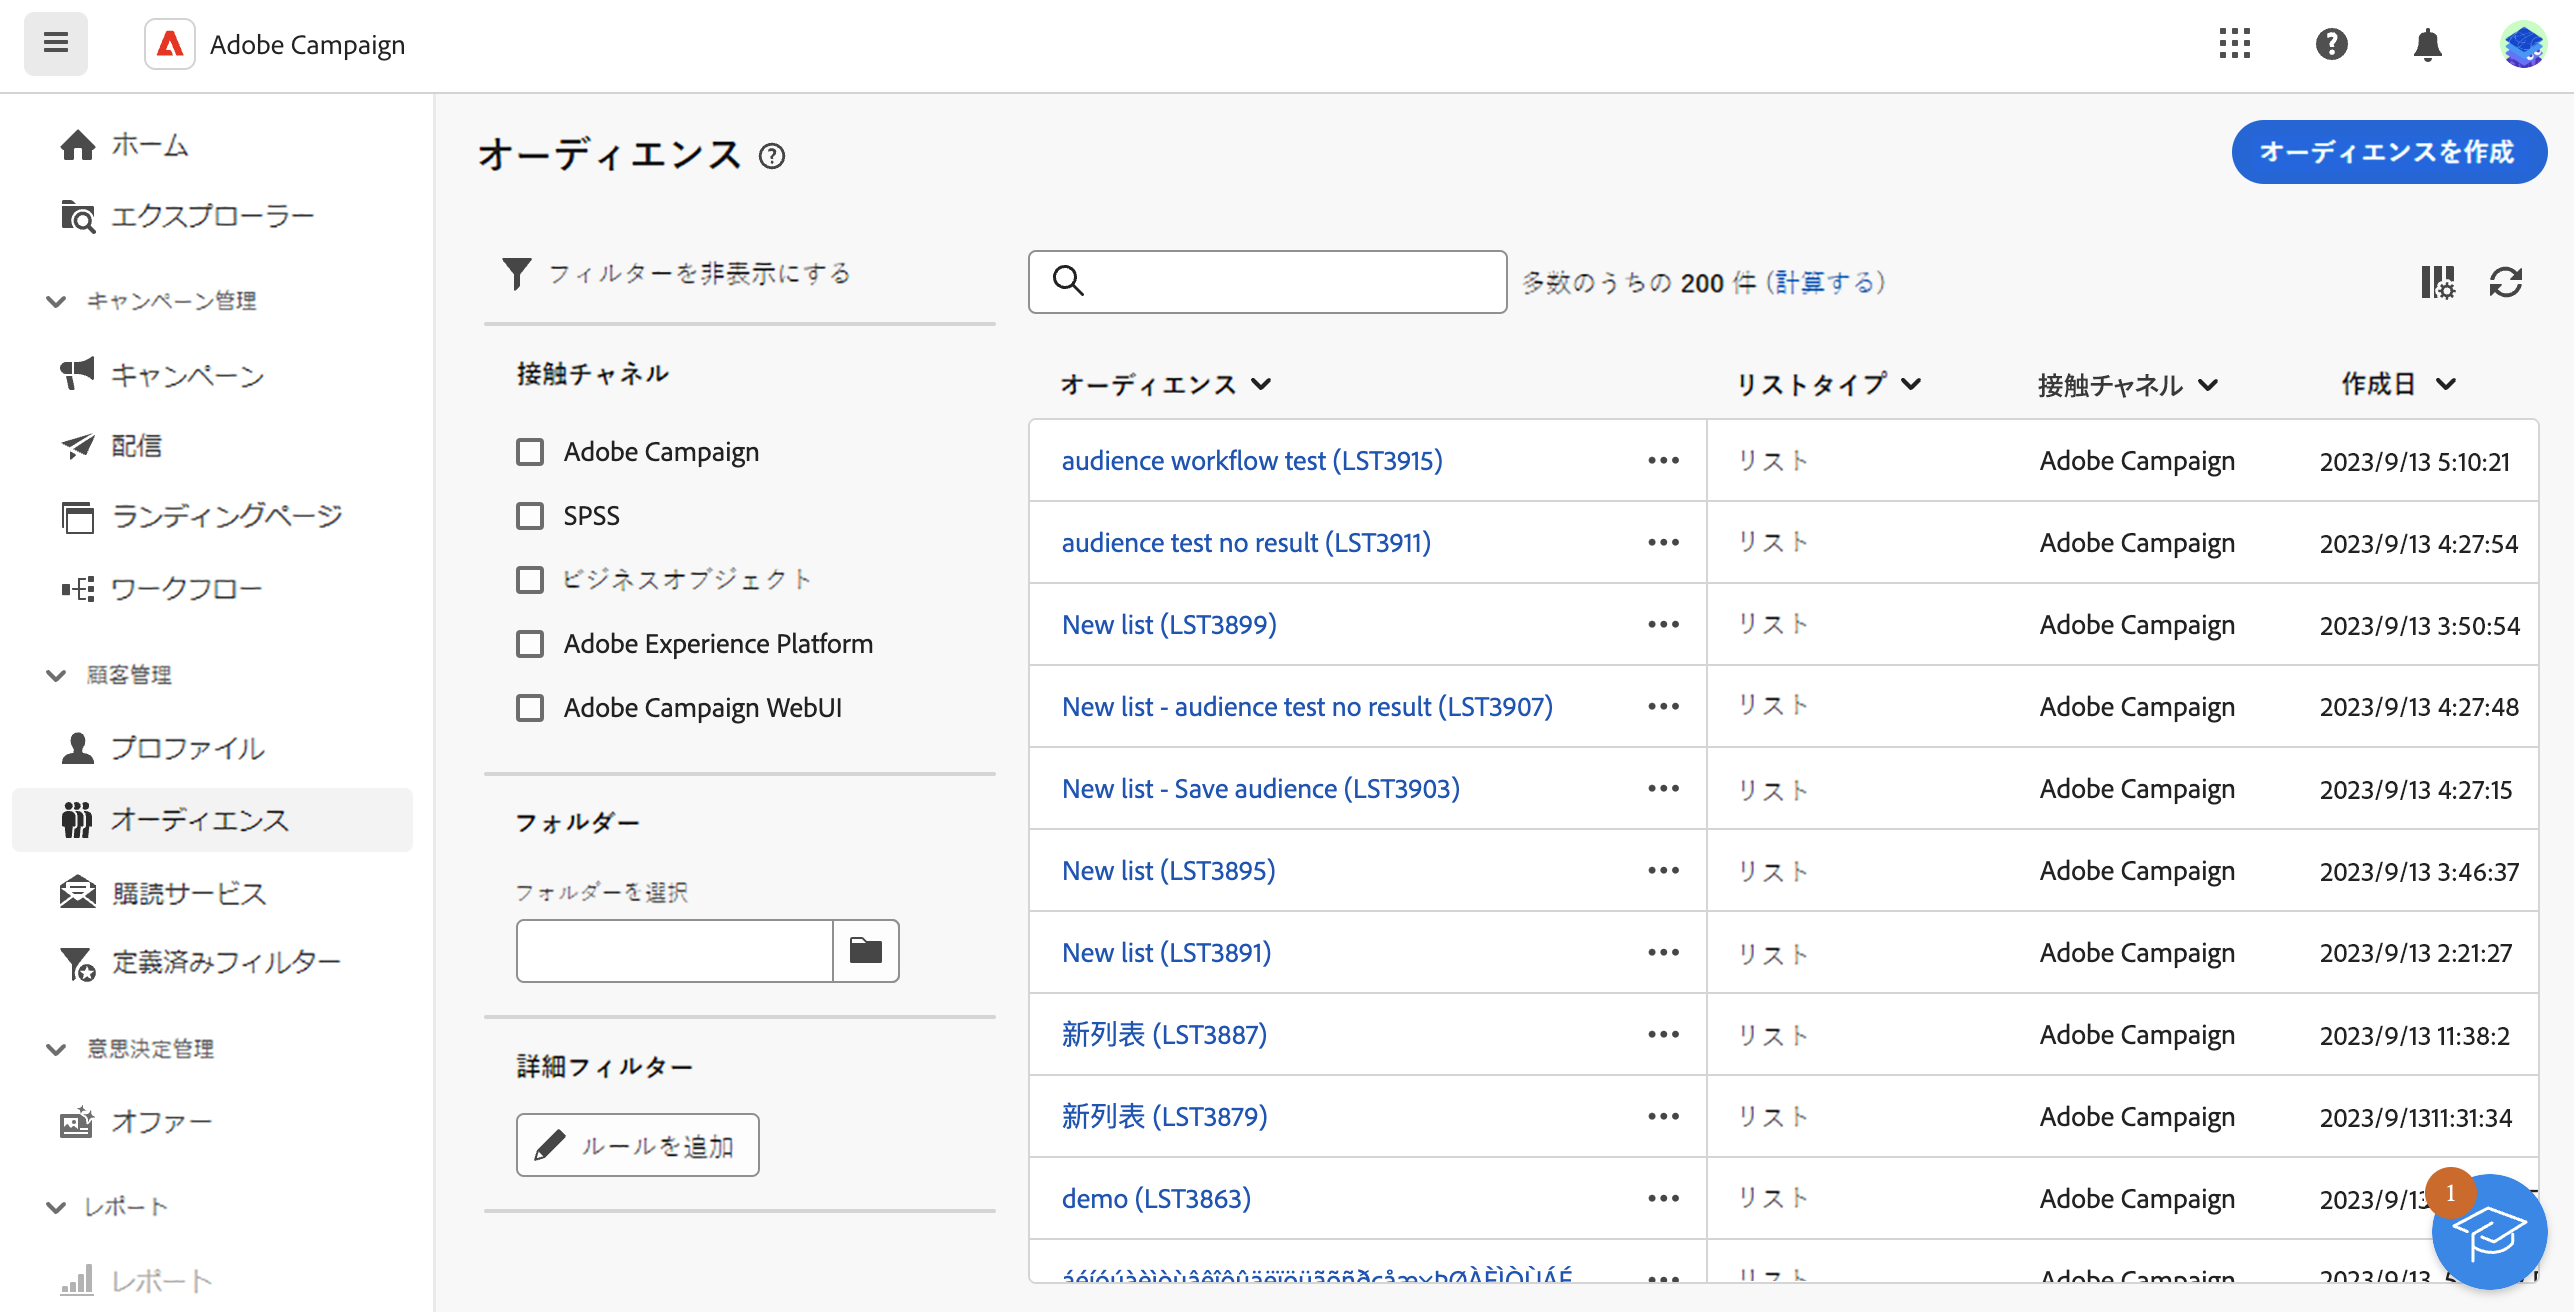 Adobe Campaign
ホーム
エクスプローラー
キャンペーン管理
キャンペーン
配信
ランディングページ
ワークフロー
顧客管理
プロファイル
オーディエンス
購読サービス
定義済みフィルター
意思決定管理
オファー
レポート
レポート
オーディエンス
オーディエンスを作成
フィルターを非表示にする
接触チャネル
Adobe Campaign
SPSS
ビジネスオブジェクト
Adobe Experience Platform
Adobe Campaign WebUI
フォルダー
フォルダーを選択
詳細フィルター
ルールを追加
多数のうちの 200 件 (計算する)
オーディエンス リストタイプ 接触チャネル 作成日
audience workflow test (LST3915) リスト Adobe Campaign 2023/9/13 5:10:21
audience test no result (LST3911) リスト Adobe Campaign 2023/9/13 4:27:54
New list (LST3899) リスト Adobe Campaign 2023/9/13 3:50:54
New list - audience test no result (LST3907) リスト Adobe Campaign 2023/9/13 4:27:48
New list - Save audience (LST3903) リスト Adobe Campaign 2023/9/13 4:27:15
New list (LST3895) リスト Adobe Campaign 2023/9/13 3:46:37
New list (LST3891) リスト Adobe Campaign 2023/9/13 2:21:27
新列表 (LST3887) リスト Adobe Campaign 2023/9/13 11:38:2
新列表 (LST3879) リスト Adobe Campaign 2023/9/1311:31:34
demo (LST3863) リスト Adobe Campaign 2023/9/13
リスト Adobe Campaign 2023/9/13
1